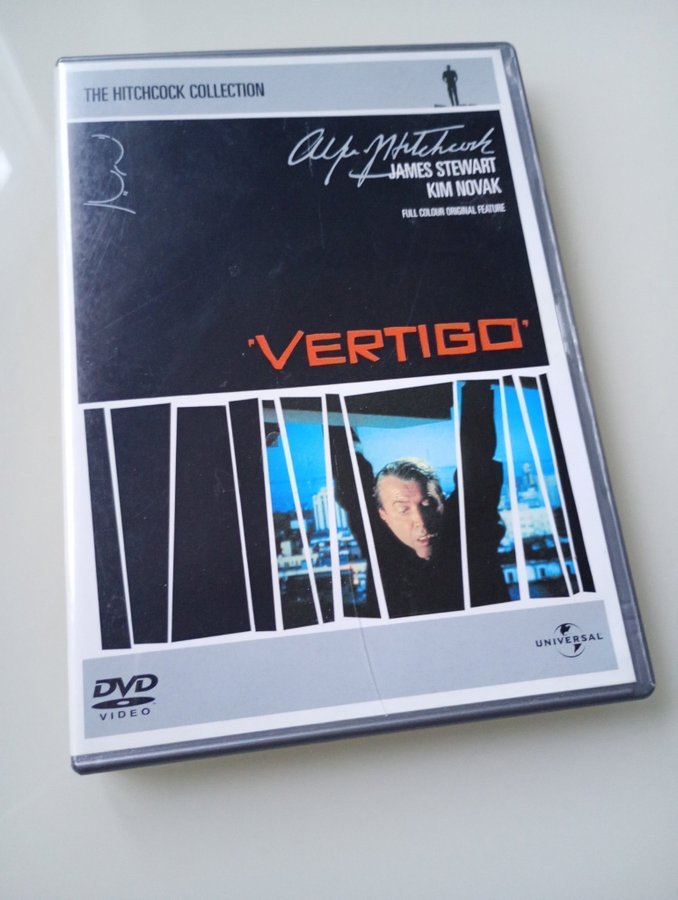 THE HITCHCOCK COLLECTION
Alfred Hitchcock
JAMES STEWART
KIM NOVAK
FULL COLOUR ORIGINAL FEATURE
'VERTIGO'
UNIVERSAL
DVD
VIDEO